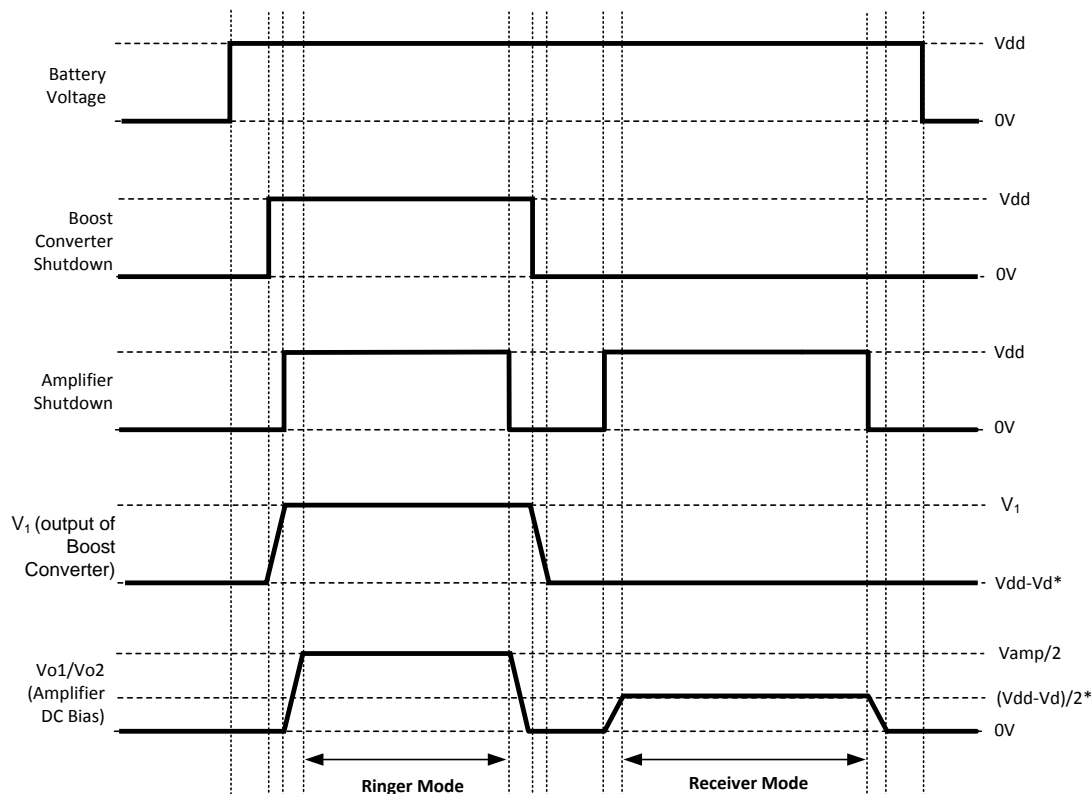 Vdd
Battery
Voltage
0V
Vdd
Boost
Converter
Shutdown
0V
Vdd
Amplifier
Shutdown
0V
V₁
V₁ (output of
Boost
Converter)
Vdd-Vd*
Vamp/2
Vo1/Vo2
(Amplifier
DC Bias)
(Vdd-Vd)/2*
0V
Ringer Mode
Receiver Mode